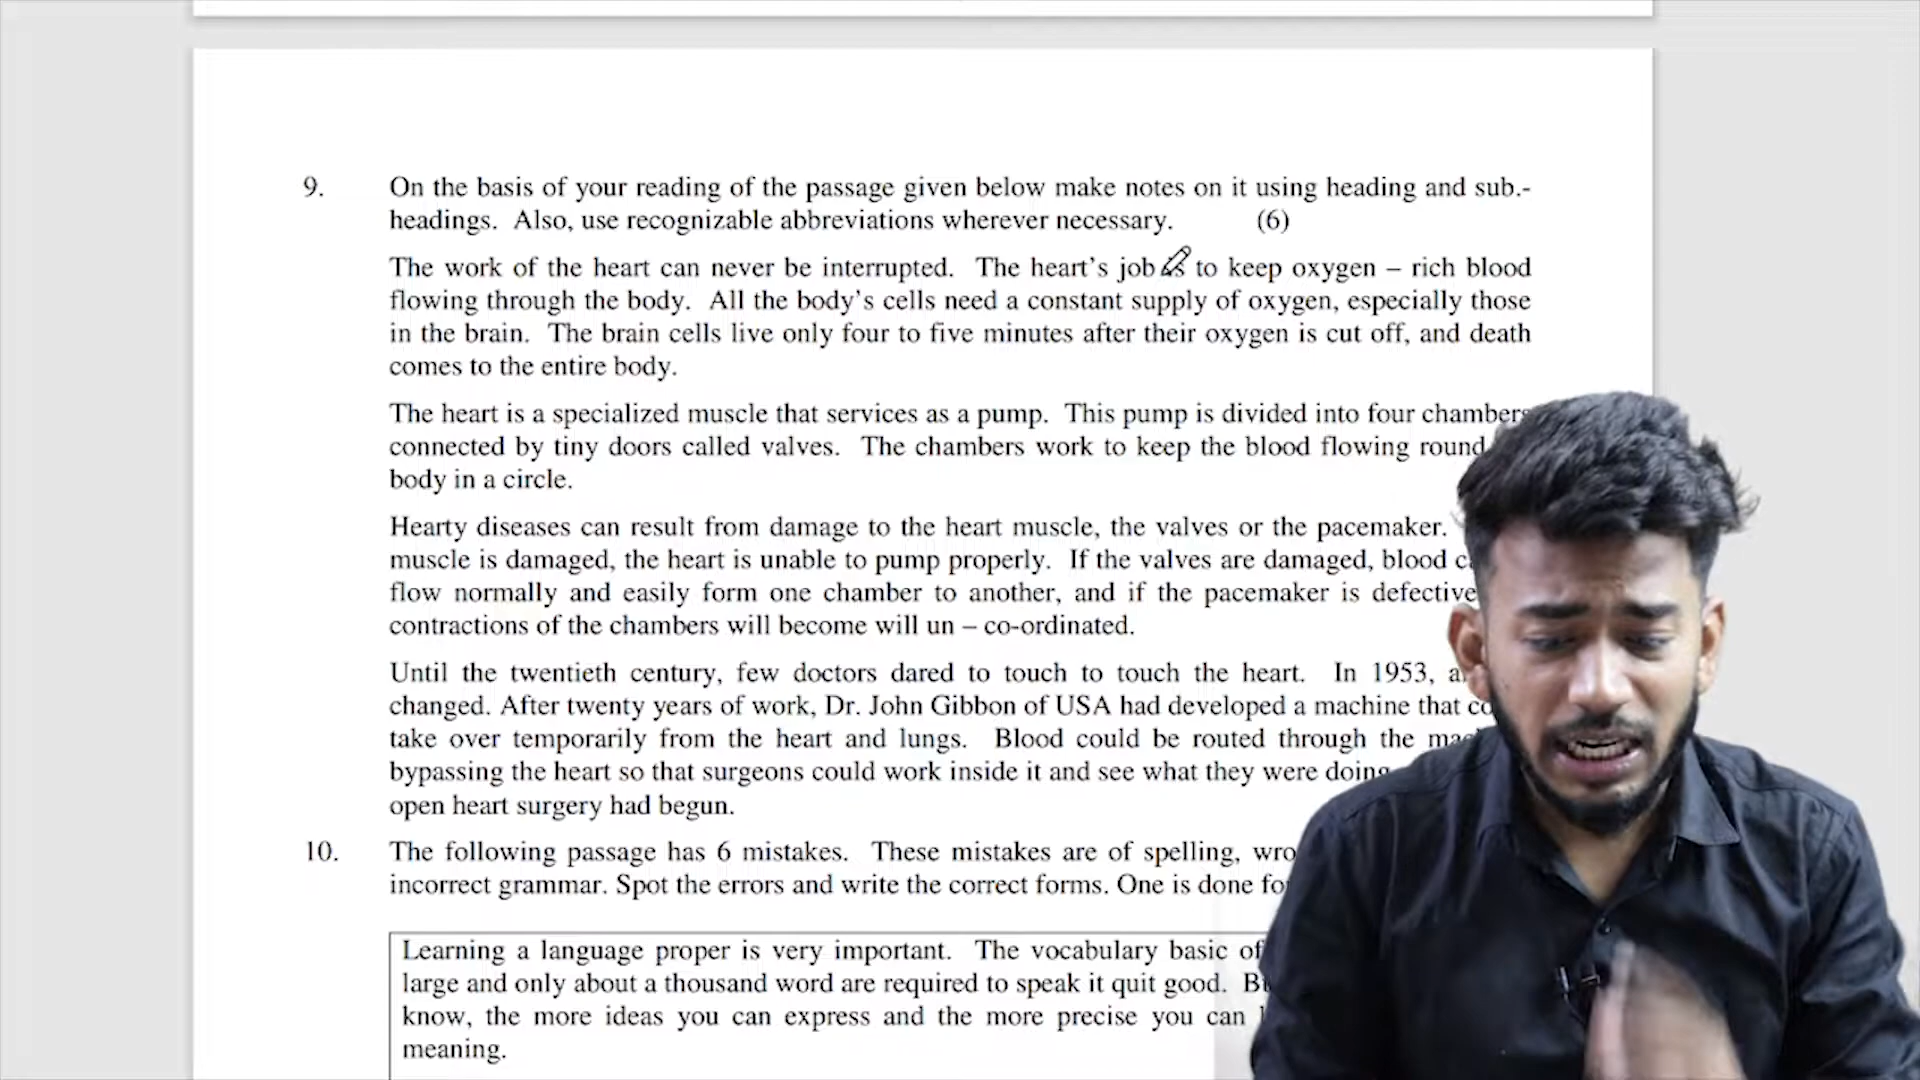 9. On the basis of your reading of the passage given below make notes on it using heading and sub.-
headings. Also, use recognizable abbreviations wherever necessary. (6)
The work of the heart can never be interrupted. The heart's job to keep oxygen – rich blood
flowing through the body. All the body's cells need a constant supply of oxygen, especially those
in the brain. The brain cells live only four to five minutes after their oxygen is cut off, and death
comes to the entire body.
The heart is a specialized muscle that services as a pump. This pump is divided into four chambers
connected by tiny doors called valves. The chambers work to keep the blood flowing round
body in a circle.
Hearty diseases can result from damage to the heart muscle, the valves or the pacemaker.
muscle is damaged, the heart is unable to pump properly. If the valves are damaged, blood
flow normally and easily form one chamber to another, and if the pacemaker is defective
contractions of the chambers will become will un – co-ordinated.
Until the twentieth century, few doctors dared to touch to touch the heart. In 1953,
changed. After twenty years of work, Dr. John Gibbon of USA had developed a machine that
take over temporarily from the heart and lungs. Blood could be routed through the
bypassing the heart so that surgeons could work inside it and see what they were doing
open heart surgery had begun.
10. The following passage has 6 mistakes. These mistakes are of spelling,
incorrect grammar. Spot the errors and write the correct forms. One is done
Learning a language proper is very important. The vocabulary basic of
large and only about a thousand word are required to speak it quit good.
know, the more ideas you can express and the more precise you can
meaning.